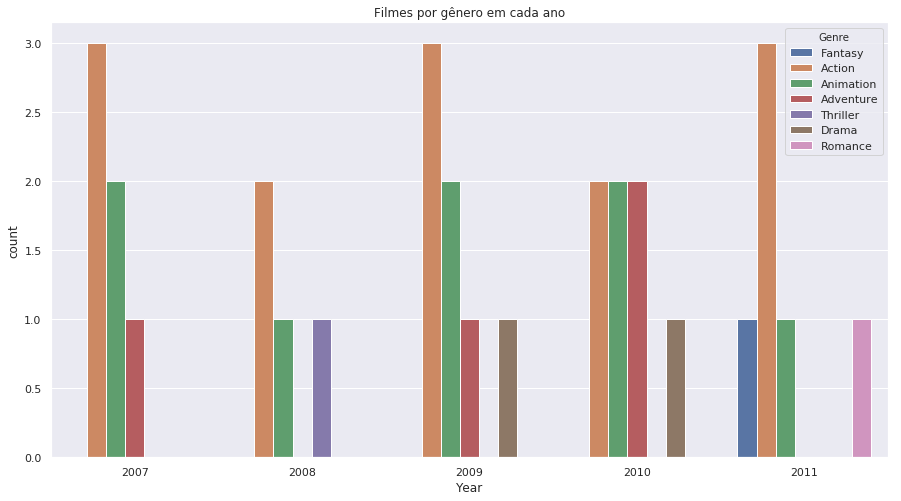 Filmes por gênero em cada ano
Genre
Fantasy
Action
Animation
Adventure
Thriller
Drama
Romance
3.0
2.5
2.0
1.5
1.0
0.5
0.0
count
2007 2008 2009 2010 2011
Year